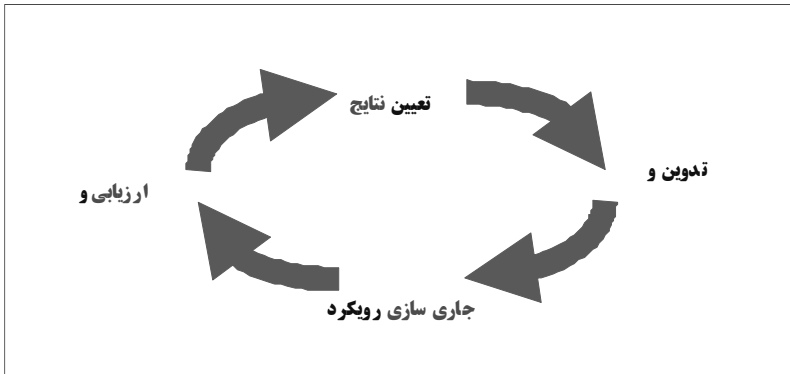 تعیین نتایج
تدوین و
جاری سازی رویکرد
ارزیابی و